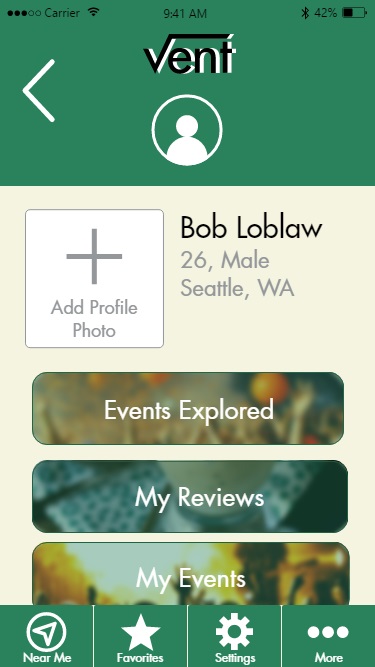 Carrier 9:41 AM 42%
vent
Bob Loblaw
26, Male
Seattle, WA
Add Profile
Photo
Events Explored
My Reviews
My Events
Near Me Favorites Settings More